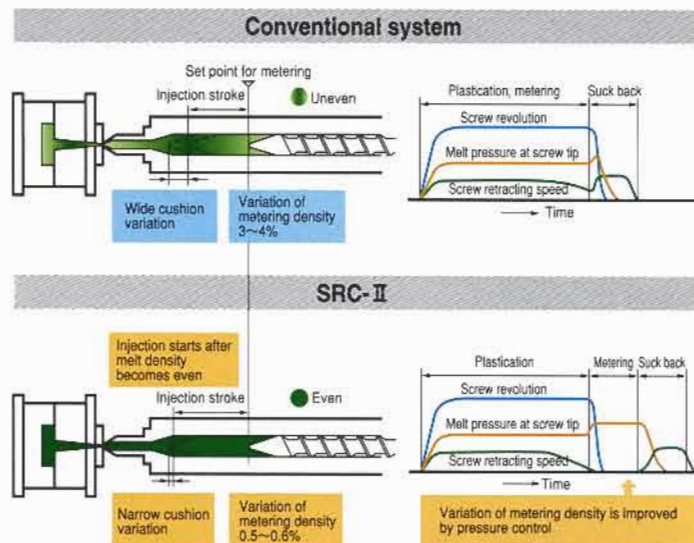 Conventional system
Set point for metering
Injection stroke
Uneven
Wide cushion
variation
Variation of
metering density
3~4%
Plastication, metering
Suck back
Screw revolution
Melt pressure at screw tip
Screw retracting speed
Time
SRC-Ⅱ
Injection starts after
melt density
becomes even
Injection stroke
Even
Narrow cushion
variation
Variation of
metering density
0.5~0.6%
Plastication
Metering
Suck back
Screw revolution
Melt pressure at screw tip
Screw retracting speed
Time
Variation of metering density is improved
by pressure control